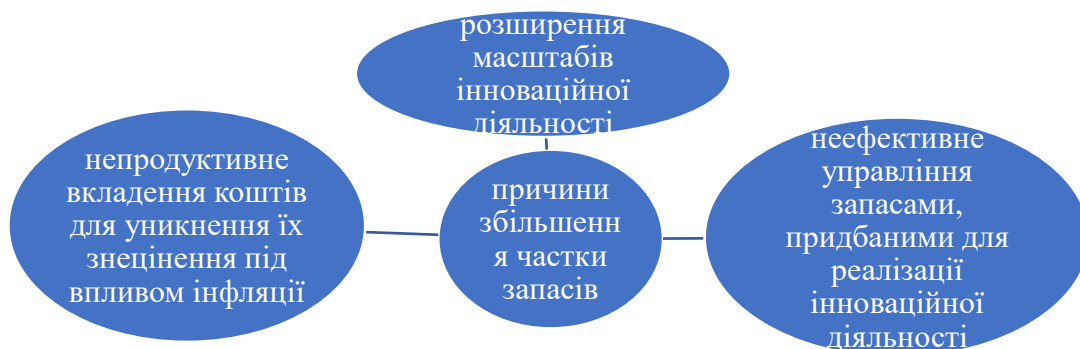 розширення
масштабів
інноваційної
діяльності
непродуктивне
вкладення коштів
для уникнення їх
знецінення під
впливом інфляції
причини
збільшенн
я частки
запасів
неефективне
управління
запасами,
придбаними для
реалізації
інноваційної
діяльності